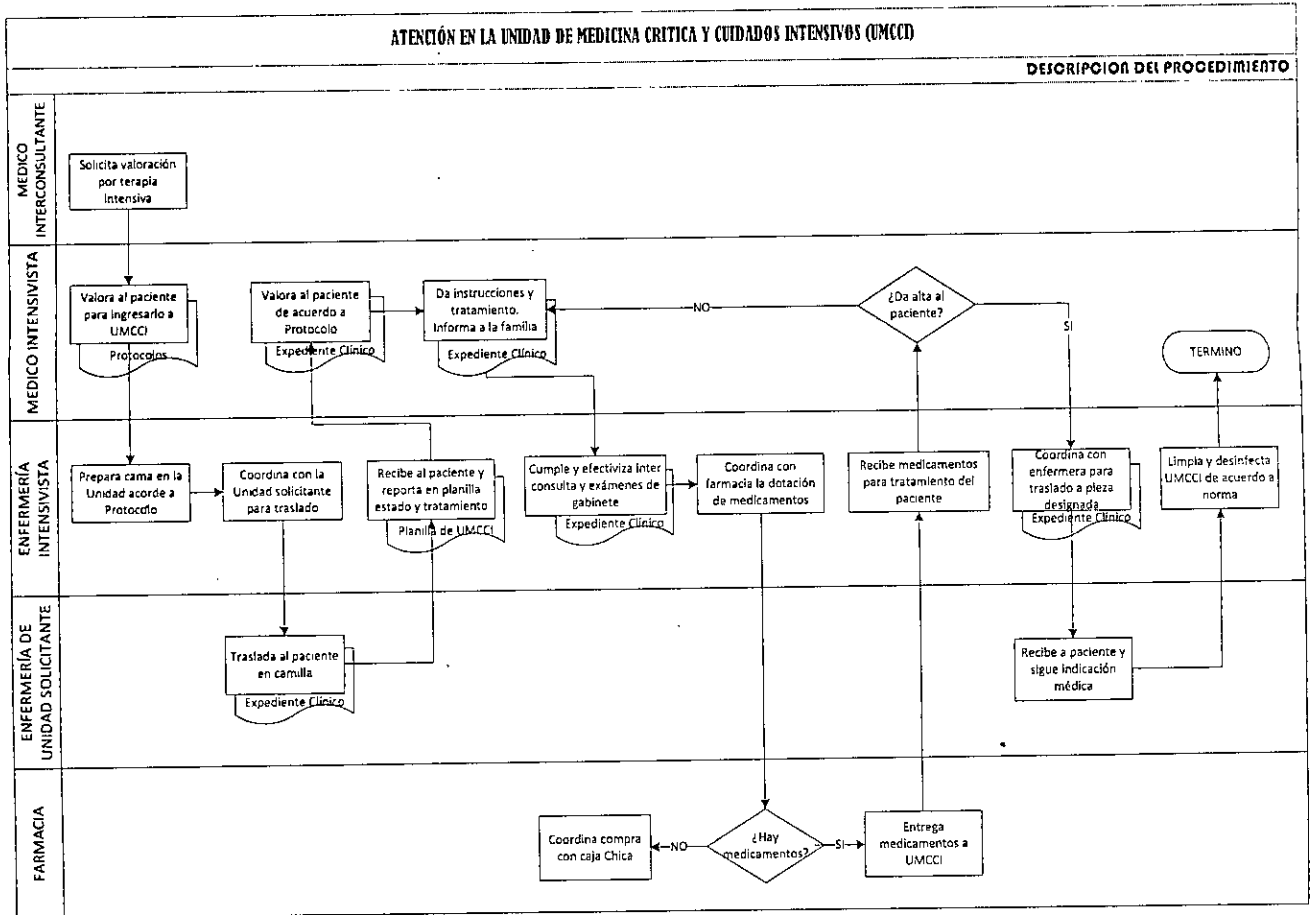 ATENCIÓN EN LA UNIDAD DE MEDICINA CRITICA Y CUIDADOS INTENSIVOS (UMCCI)
DESCRIPCION DEL PROCEDIMIENTO
MEDICO
INTERCONSULTANTE
Solicita valoración
por terapia
Intensiva
MEDICO INTENSIVISTA
Valora al paciente
para ingresarlo a
UMCCI
Protocolos
Valora al paciente
de acuerdo a
Protocolo
Expediente Clínico
Da instrucciones y
tratamiento.
Informa a la familia
Expediente Clínico
NO
¿Da alta al
paciente?
SI
TERMINO
ENFERMERÍA
INTENSIVISTA
Prepara cama en la
Unidad acorde a
Protocolo
Coordina con la
Unidad solicitante
para traslado
Recibe al paciente y
reporta en planilla
estado y tratamiento
Planilla de UMCCI
Cumple y efectiviza inter
consulta y exámenes de
gabinete
Expediente Clínico
Coordina con
farmacia la dotación
de medicamentos
Recibe medicamentos
para tratamiento del
paciente
Coordina con
enfermera para
traslado a pieza
designada
Expediente Clínico
Limpia y desinfecta
UMCCI de acuerdo a
norma
ENFERMERÍA DE
UNIDAD SOLICITANTE
Traslada al paciente
en camilla
Expediente Clínico
Recibe a paciente y
sigue indicación
médica
FARMACIA
Coordina compra
con caja Chica
NO
¿Hay
medicamentos?
SI
Entrega
medicamentos a
UMCCI